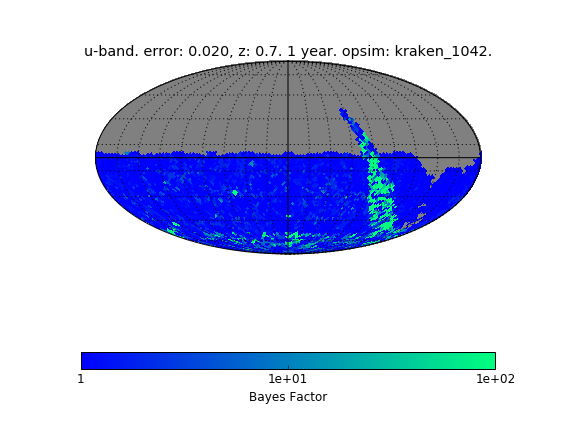 u-band. error: 0.020, z: 0.7. 1 year. opsim: kraken_1042.
1 1e+01 1e+02
Bayes Factor